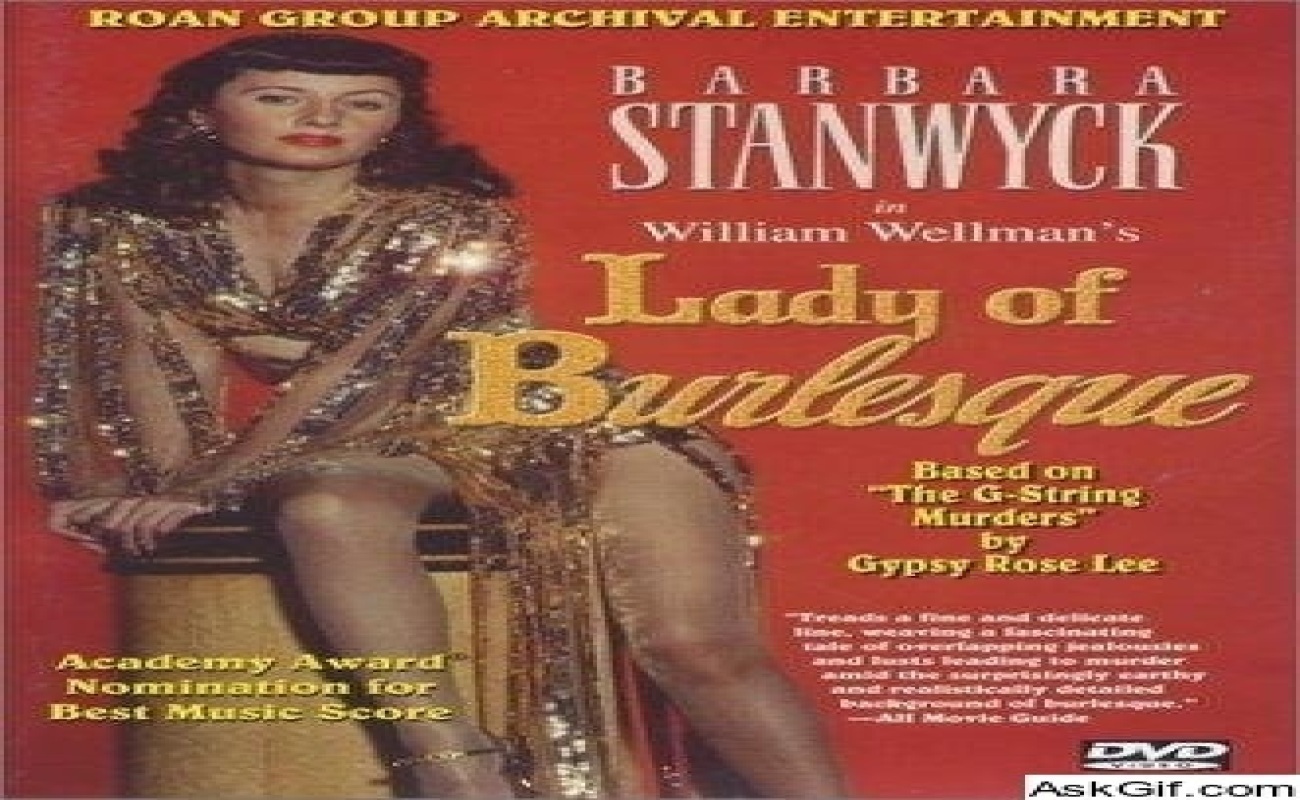 ROAN GROUP ARCHIVAL ENTERTAINMENT
BARBARA
STANWYCK
in
William Wellman's
Lady of
Burlesque
Based on
"The G-String
Murders"
by
Gypsy Rose Lee
"Treads a fine and delicate
line, weaving a fascinating
tale of overlapping jealousies
and lusts leading to murder
amid the surprisingly earthy
and realistically detailed
background of burlesque."
—All Movie Guide
Academy Award®
Nomination for
Best Music Score
DVD
VIDEO
AskGif.com